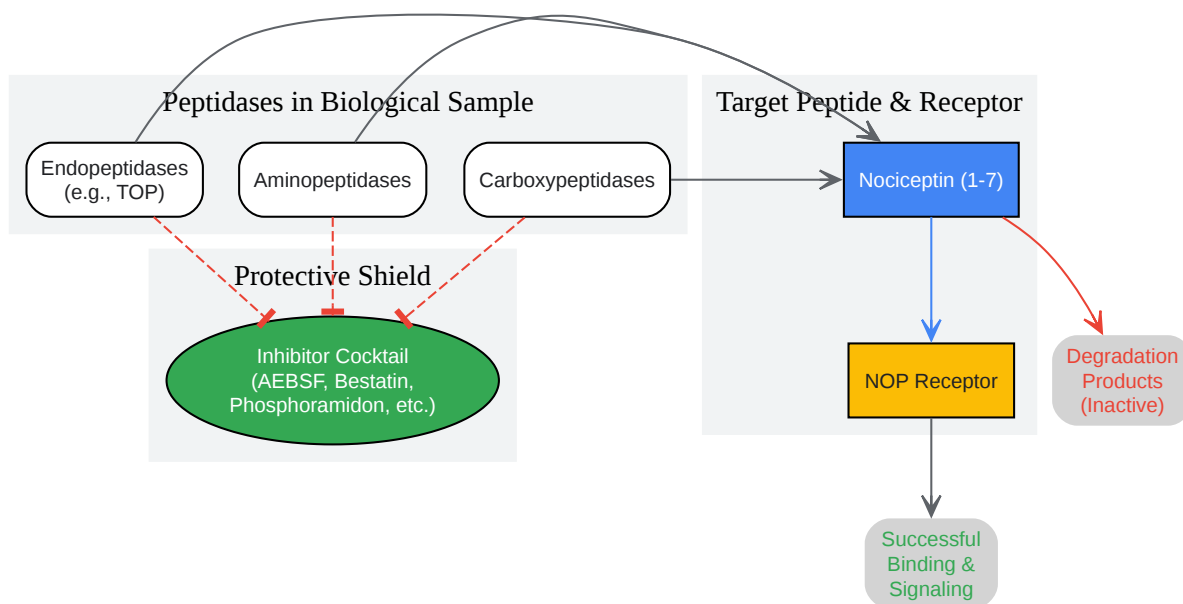 Peptidases in Biological Sample
Endopeptidases
(e.g., TOP)
Aminopeptidases
Carboxypeptidases
Target Peptide & Receptor
Nociceptin (1-7)
Protective Shield
Inhibitor Cocktail
(AEBSF, Bestatin,
Phosphoramidon, etc.)
NOP Receptor
Degradation
Products
(Inactive)
Successful
Binding &
Signaling